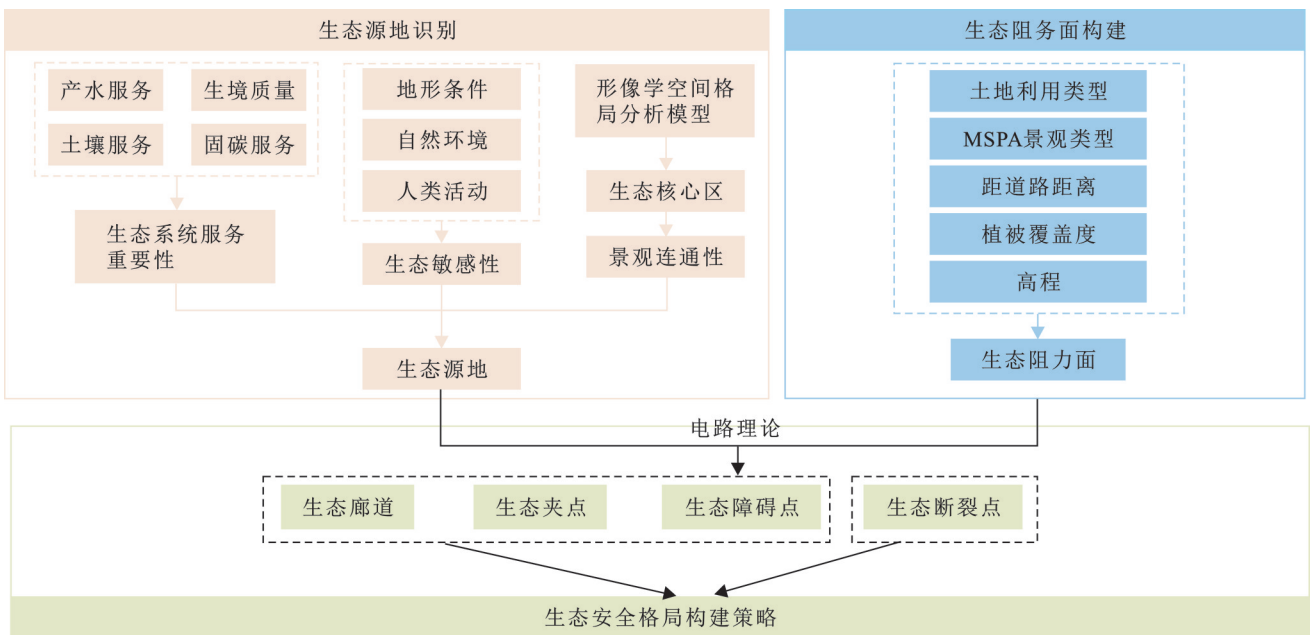 生态源地识别
产水服务
生境质量
土壤服务
固碳服务
生态系统服务
重要性
地形条件
自然环境
人类活动
生态敏感性
形像学空间格
局分析模型
生态核心区
景观连通性
生态源地
生态阻务面构建
土地利用类型
MSPA景观类型
距道路距离
植被覆盖度
高程
生态阻力面
电路理论
生态廊道
生态夹点
生态障碍点
生态断裂点
生态安全格局构建策略